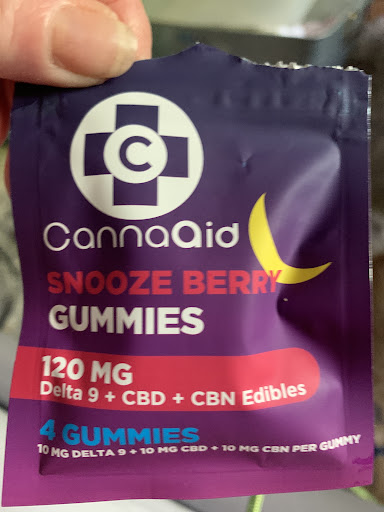 C
CannaAid
SNOOZE BERRY
GUMMIES
120 MG
Delta 9 + CBD + CBN Edibles
4 GUMMIES
10 MG DELTA 9 + 10 MG CBD + 10 MG CBN PER GUMMY